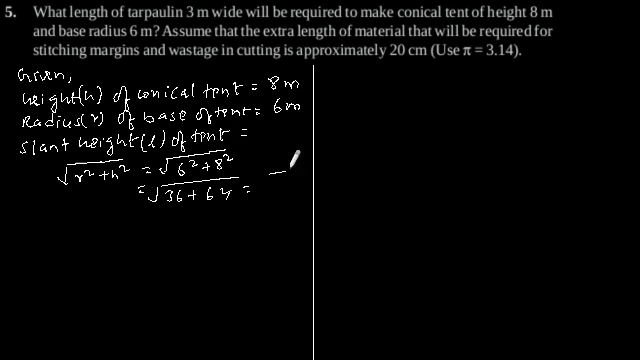 5. What length of tarpaulin 3 m wide will be required to make conical tent of height 8 m
and base radius 6 m? Assume that the extra length of material that will be required for
stitching margins and wastage in cutting is approximately 20 cm (Use π = 3.14).
Given,
height(h) of conical tent = 8 m
Radius(r) of base of tent = 6m
Slant height(l) of tent =
√r²+h² = √6²+8²
= √36+64 =